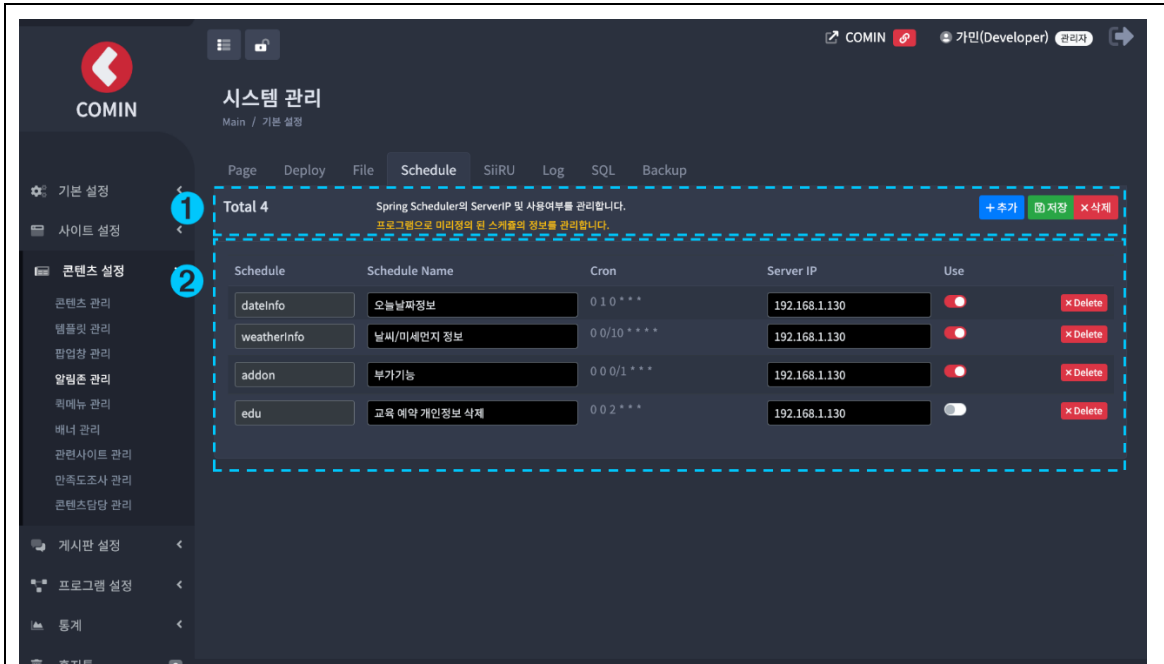 COMIN
COMIN
가민(Developer) 관리자
시스템 관리
Main / 기본 설정
기본 설정
사이트 설정
콘텐츠 설정
콘텐츠 관리
템플릿 관리
팝업창 관리
알림존 관리
퀵메뉴 관리
배너 관리
관련사이트 관리
만족도조사 관리
콘텐츠담당 관리
게시판 설정
프로그램 설정
통계
Page Deploy File Schedule SiiRU Log SQL Backup
1
Total 4
Spring Scheduler의 ServerIP 및 사용여부를 관리합니다.
프로그램으로 미리정의 된 스케쥴의 정보를 관리합니다.
+추가 저장 ×삭제
2
Schedule Schedule Name Cron Server IP Use
dateInfo 오늘날짜정보 0 1 0 * * * 192.168.1.130 ×Delete
weatherInfo 날씨/미세먼지 정보 0 0/10 * * * * 192.168.1.130 ×Delete
addon 부가기능 0 0 0/1 * * * 192.168.1.130 ×Delete
edu 교육 예약 개인정보 삭제 0 0 2 * * * 192.168.1.130 ×Delete